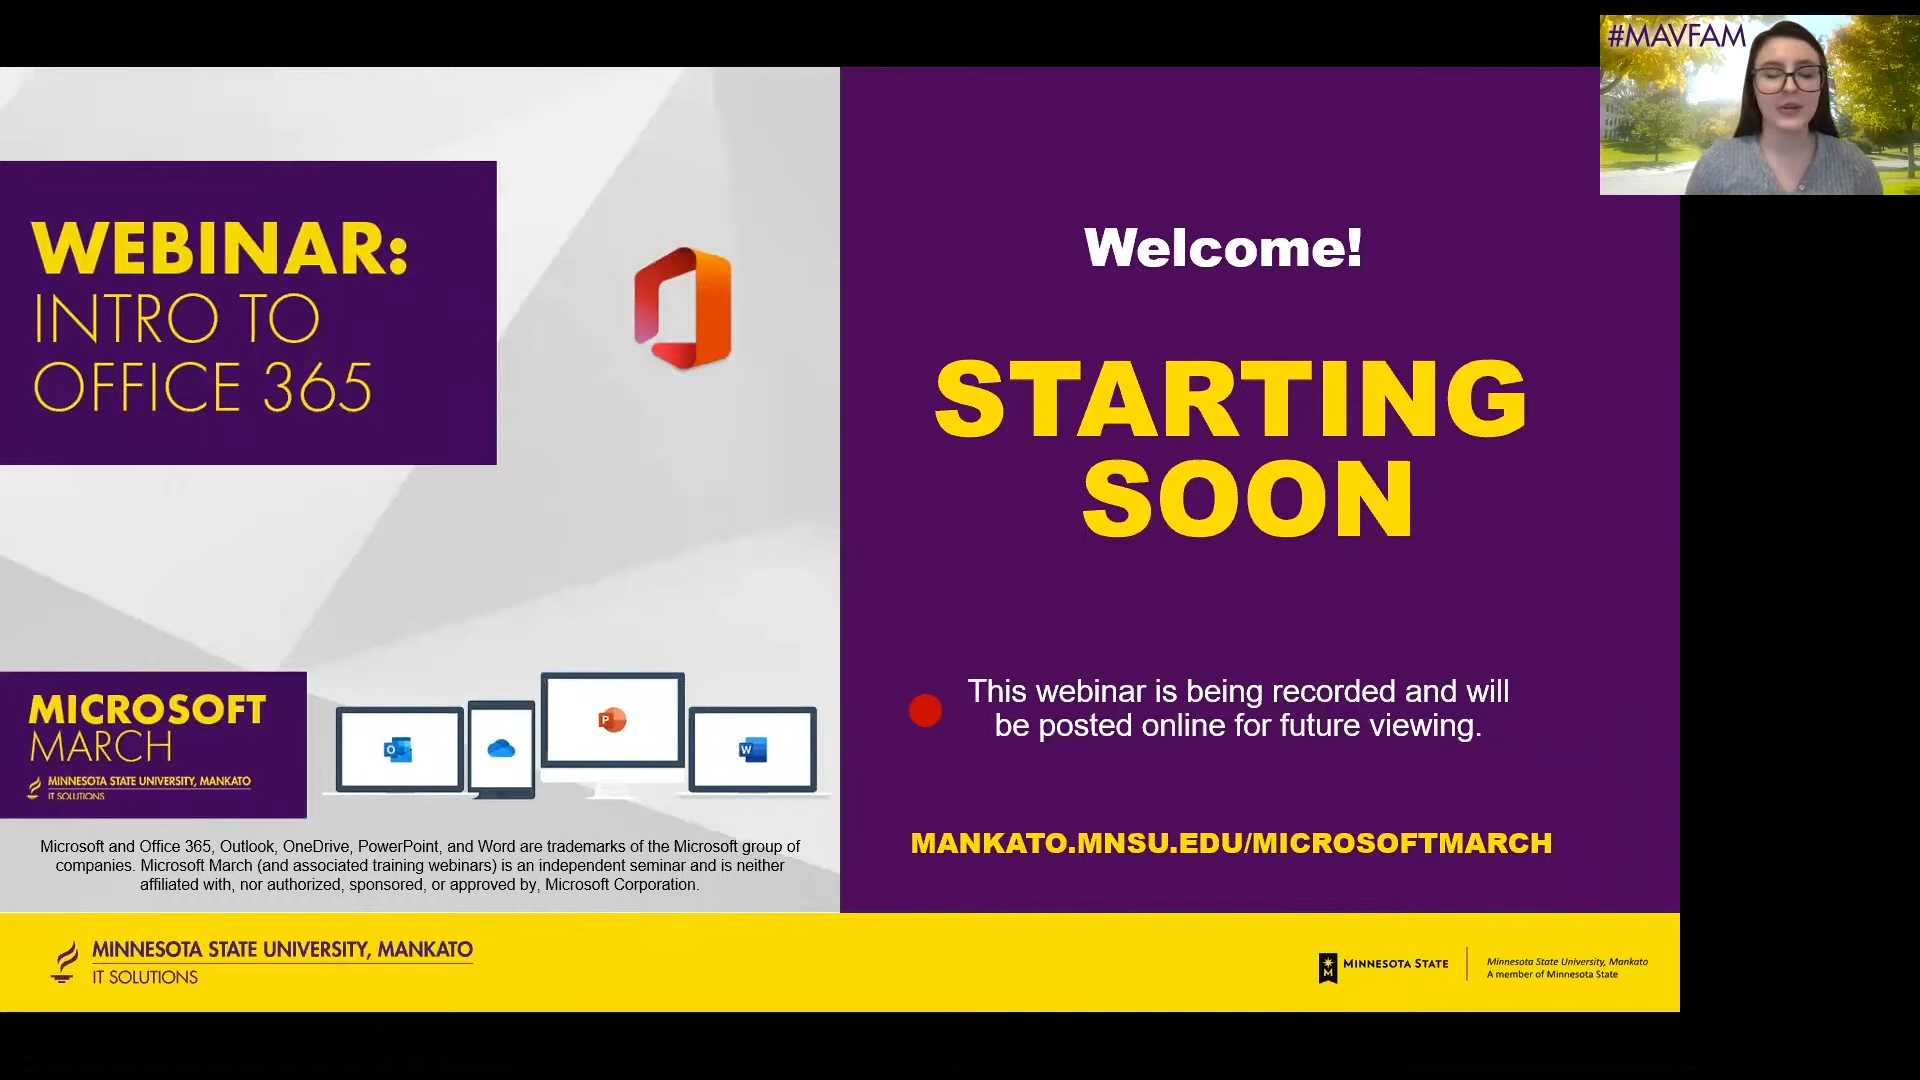 #MAVFAM
WEBINAR:
INTRO TO
OFFICE 365
Welcome!
STARTING
SOON
This webinar is being recorded and will
be posted online for future viewing.
MANKATO.MNSU.EDU/MICROSOFTMARCH
MICROSOFT
MARCH
MINNESOTA STATE UNIVERSITY, MANKATO
IT SOLUTIONS
O
P
W
Microsoft and Office 365, Outlook, OneDrive, PowerPoint, and Word are trademarks of the Microsoft group of
companies. Microsoft March (and associated training webinars) is an independent seminar and is neither
affiliated with, nor authorized, sponsored, or approved by, Microsoft Corporation.
MINNESOTA STATE UNIVERSITY, MANKATO
IT SOLUTIONS
M
MINNESOTA STATE
Minnesota State University, Mankato
A member of Minnesota State